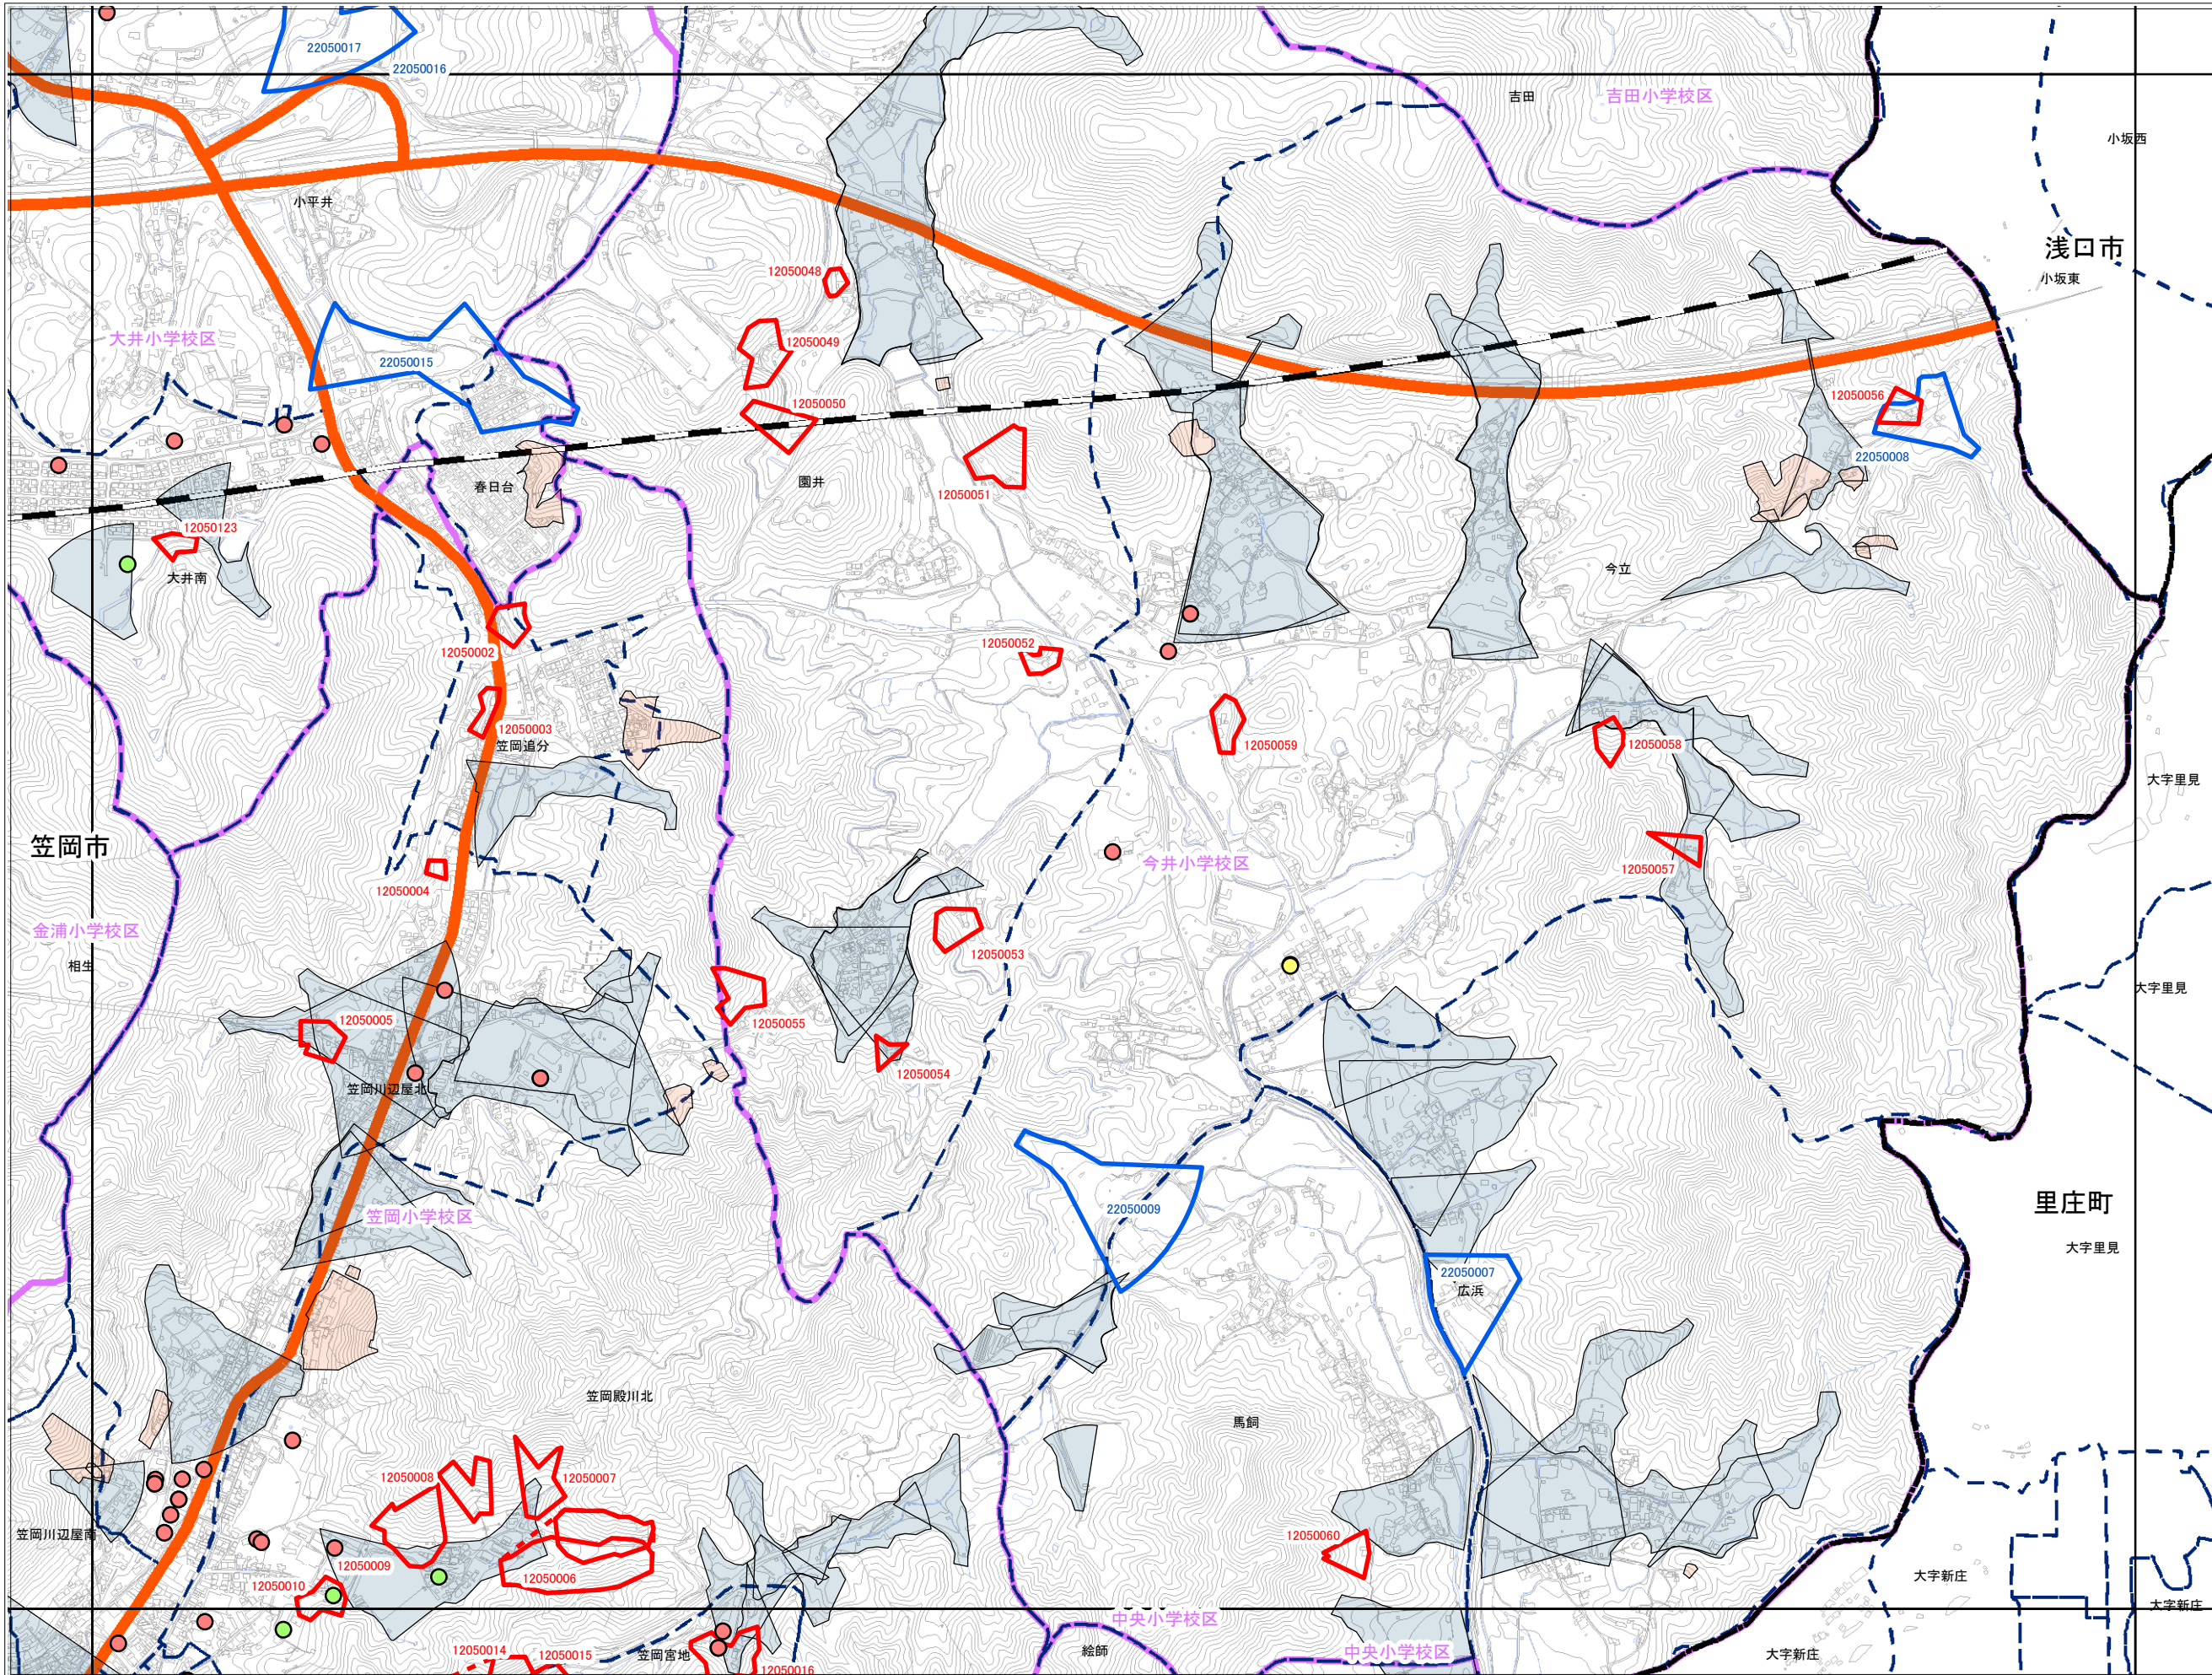 22050017
22050016
吉田
吉田小学校区
小坂西
小平井
浅口市
小坂東
12050048
大井小学校区
12050049
22050015
12050050
12050056
22050008
春日台
園井
12050051
12050123
大井南
今立
12050002
12050052
12050003
笠岡追分
12050059
12050058
大字里見
笠岡市
12050004
今井小学校区
12050057
金浦小学校区
相生
12050053
大字里見
12050005
12050055
12050054
笠岡川辺屋北
22050009
里庄町
笠岡小学校区
大字里見
22050007
広浜
笠岡殿川北
馬飼
12050008
12050007
笠岡川辺屋南
12050060
12050009
12050006
12050010
大字新庄
大字新庄
中央小学校区
12050014
12050015
笠岡宮地
絵師
中央小学校区
大字新庄
12050016